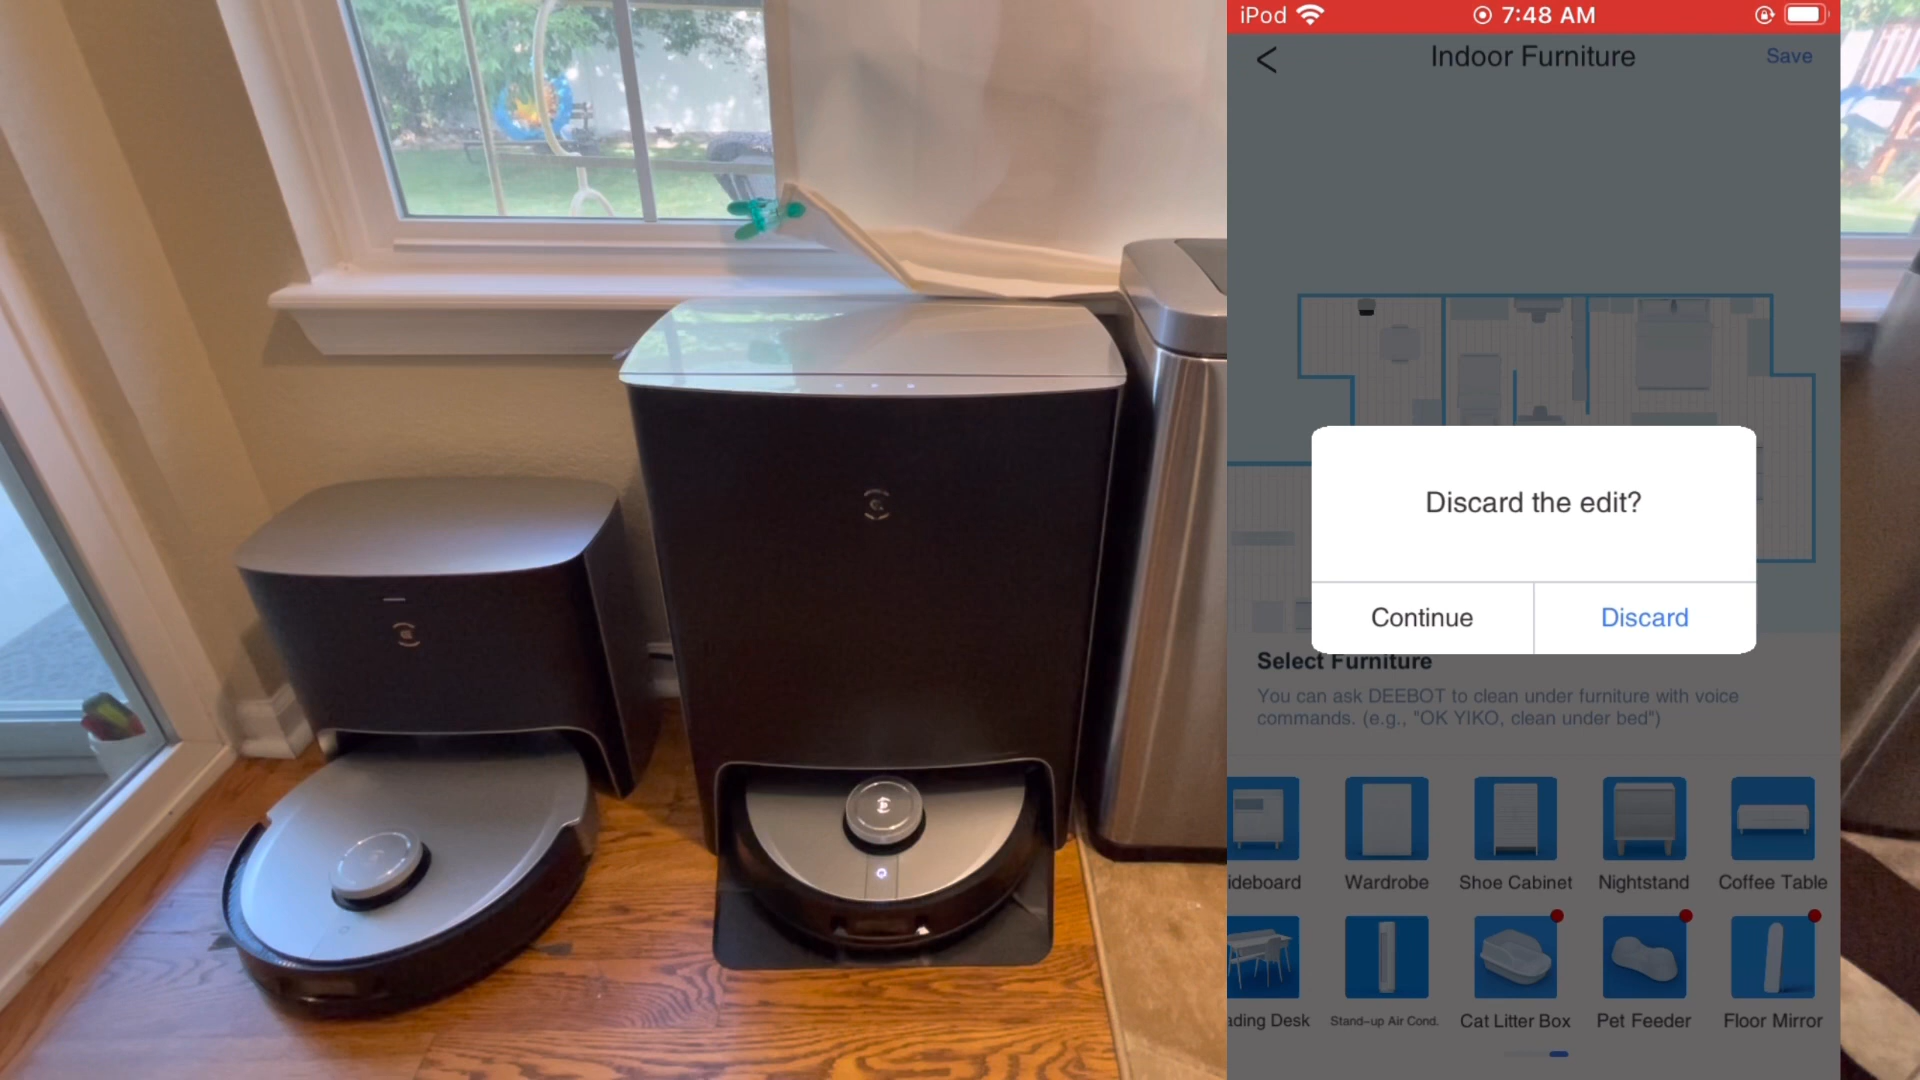 iPod 7:48 AM
< Indoor Furniture Save
Discard the edit?
Continue Discard
Select Furniture
You can ask DEEBOT to clean under furniture with voice
commands. (e.g., "OK YIKO, clean under bed")
ideboard Wardrobe Shoe Cabinet Nightstand Coffee Table
ading Desk Stand-up Air Cond. Cat Litter Box Pet Feeder Floor Mirror